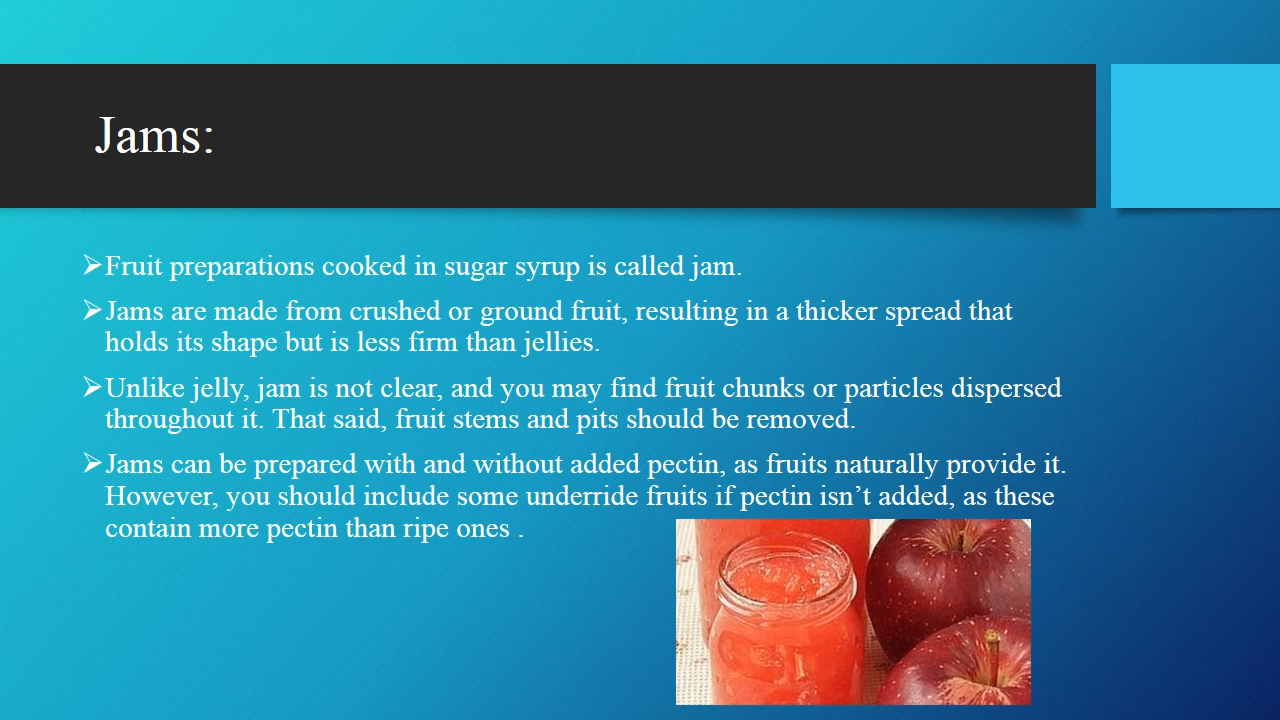 Jams:
➢Fruit preparations cooked in sugar syrup is called jam.
➢Jams are made from crushed or ground fruit, resulting in a thicker spread that
holds its shape but is less firm than jellies.
➢Unlike jelly, jam is not clear, and you may find fruit chunks or particles dispersed
throughout it. That said, fruit stems and pits should be removed.
➢Jams can be prepared with and without added pectin, as fruits naturally provide it.
However, you should include some underride fruits if pectin isn’t added, as these
contain more pectin than ripe ones .